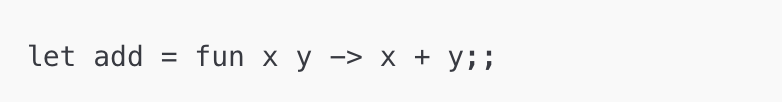 let add = fun x y −> x + y;;